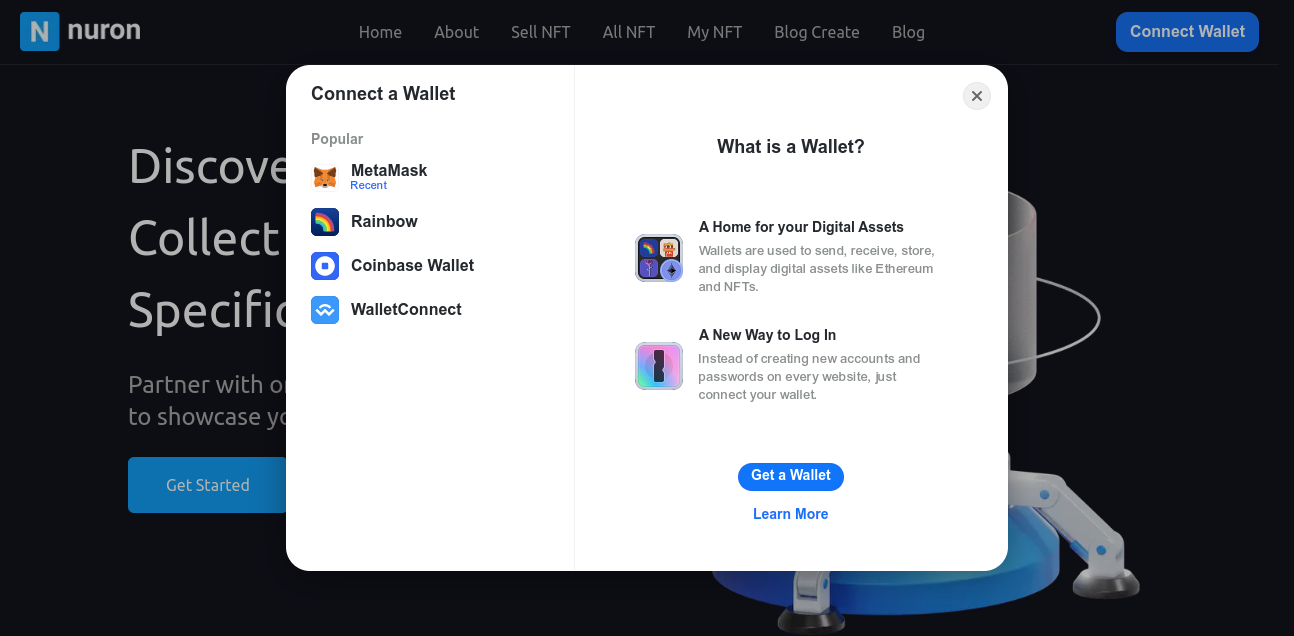 N nuron
Home About Sell NFT All NFT My NFT Blog Create Blog
Connect Wallet
Connect a Wallet
Popular
MetaMask
Recent
Rainbow
Coinbase Wallet
WalletConnect
What is a Wallet?
A Home for your Digital Assets
Wallets are used to send, receive, store,
and display digital assets like Ethereum
and NFTs.
A New Way to Log In
Instead of creating new accounts and
passwords on every website, just
connect your wallet.
Get a Wallet
Learn More
Collect
Partner with
to showcase
Get Started